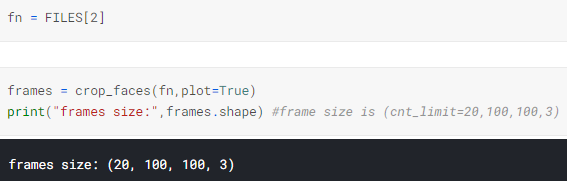 fn = FILES[2]
frames = crop_faces(fn,plot=True)
print("frames size:",frames.shape) #frame size is (cnt_limit=20,100,100,3)
frames size: (20, 100, 100, 3)